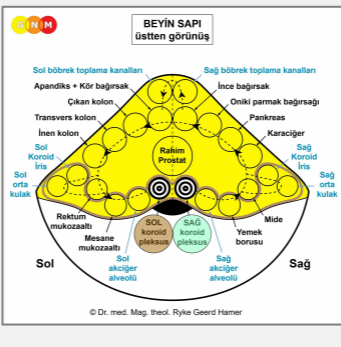 GNM
BEYİN SAPI
üstten görünüş
Sol böbrek toplama kanalları
Sağ böbrek toplama kanalları
Apandiks + Kör bağırsak
İnce bağırsak
Çıkan kolon
Oniki parmak bağırsağı
Transvers kolon
Pankreas
İnen kolon
Karaciğer
Rahim
Prostat
Sol
Koroid
İris
Sağ
Koroid
İris
Sol
orta
kulak
Sağ
orta
kulak
Rektum
mukozaaltı
Mide
Mesane
mukozaaltı
Yemek
borusu
SOL
koroid
pleksus
SAĞ
koroid
pleksus
Sol
akciğer
alveolü
Sağ
akciğer
alveolü
Sol
Sağ
© Dr. med. Mag. theol. Ryke Geerd Hamer